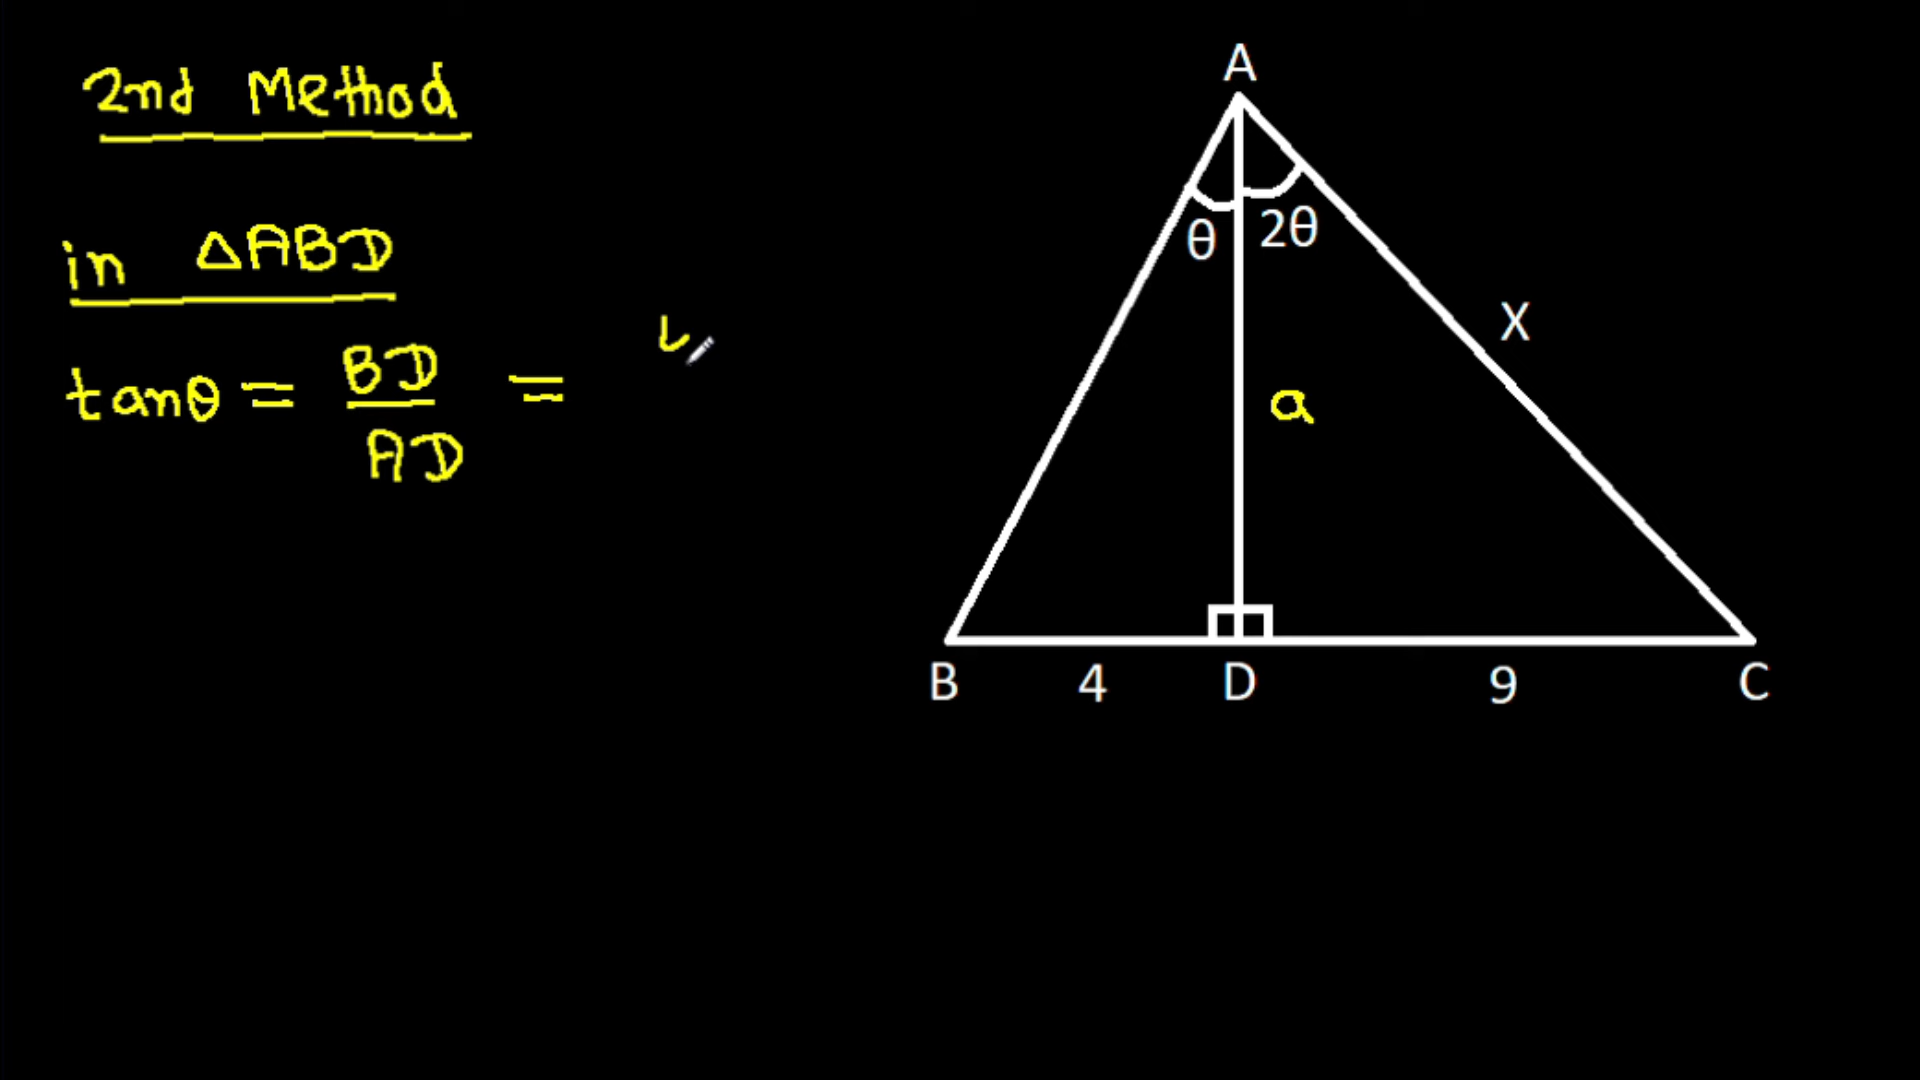 2nd Method
in ΔABD
tanθ = BD/AD =
A
θ 2θ
X
a
B 4 D 9 C